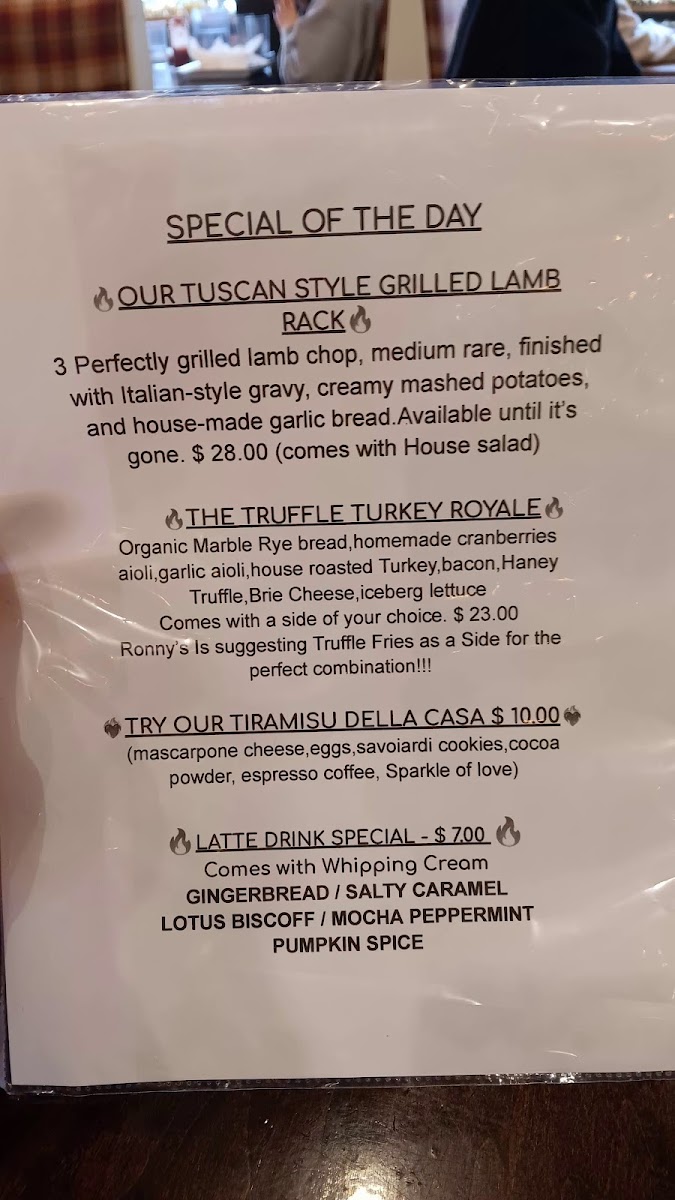 SPECIAL OF THE DAY
🔥OUR TUSCAN STYLE GRILLED LAMB
RACK🔥
3 Perfectly grilled lamb chop, medium rare, finished
with Italian-style gravy, creamy mashed potatoes,
and house-made garlic bread.Available until it's
gone. $ 28.00 (comes with House salad)
🔥THE TRUFFLE TURKEY ROYALE🔥
Organic Marble Rye bread,homemade cranberries
aioli,garlic aioli,house roasted Turkey,bacon,Haney
Truffle,Brie Cheese,iceberg lettuce
Comes with a side of your choice. $ 23.00
Ronny's Is suggesting Truffle Fries as a Side for the
perfect combination!!!
❤️‍🔥TRY OUR TIRAMISU DELLA CASA $ 10.00❤️‍🔥
(mascarpone cheese,eggs,savoiardi cookies,cocoa
powder, espresso coffee, Sparkle of love)
🔥LATTE DRINK SPECIAL - $ 7.00 🔥
Comes with Whipping Cream
GINGERBREAD / SALTY CARAMEL
LOTUS BISCOFF / MOCHA PEPPERMINT
PUMPKIN SPICE